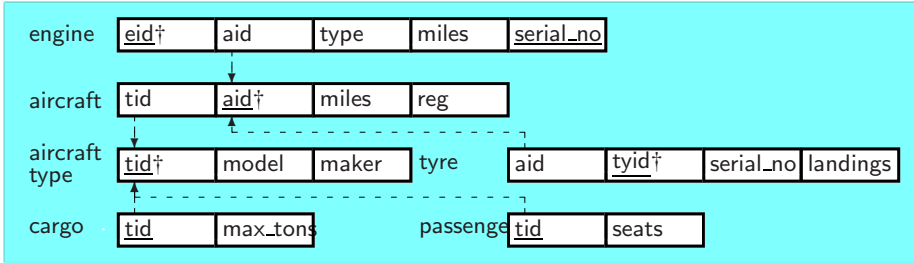 engine eid† aid type miles serial_no
aircraft tid aid† miles reg
aircraft type tid† model maker tyre aid tyid† serial_no landings
cargo tid max_tons passenge tid seats